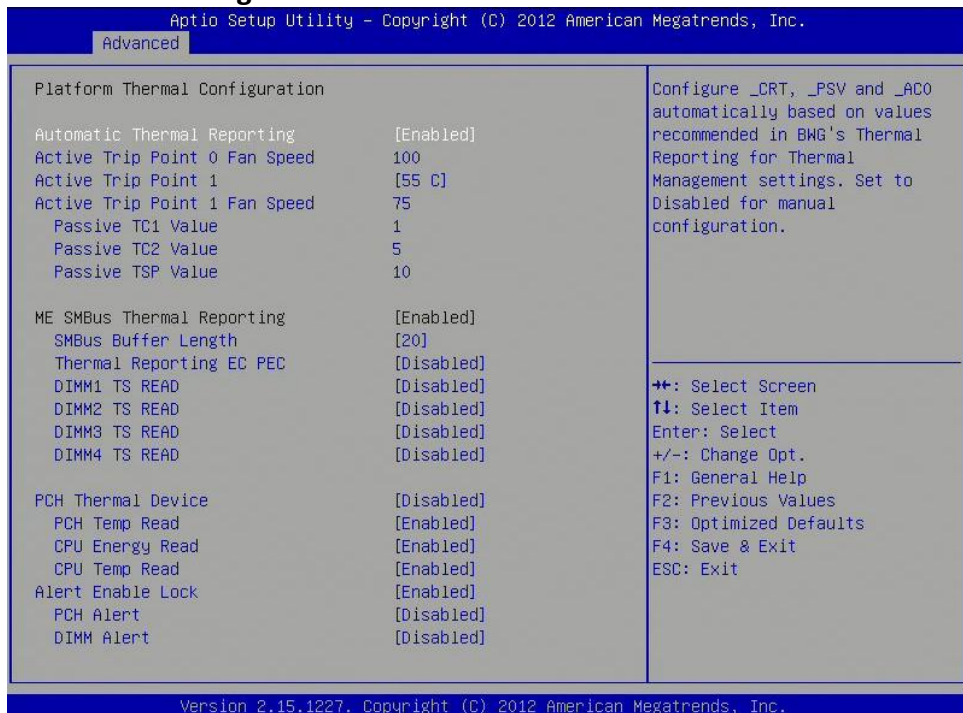 Aptio Setup Utility – Copyright (C) 2012 American Megatrends, Inc.
Advanced
Platform Thermal Configuration
Automatic Thermal Reporting [Enabled]
Active Trip Point 0 Fan Speed 100
Active Trip Point 1 [55 C]
Active Trip Point 1 Fan Speed 75
Passive TC1 Value 1
Passive TC2 Value 5
Passive TSP Value 10
ME SMBus Thermal Reporting [Enabled]
SMBus Buffer Length [20]
Thermal Reporting EC PEC [Disabled]
DIMM1 TS READ [Disabled]
DIMM2 TS READ [Disabled]
DIMM3 TS READ [Disabled]
DIMM4 TS READ [Disabled]
PCH Thermal Device [Disabled]
PCH Temp Read [Enabled]
CPU Energy Read [Enabled]
CPU Temp Read [Enabled]
Alert Enable Lock [Enabled]
PCH Alert [Disabled]
DIMM Alert [Disabled]
Configure _CRT, _PSV and _AC0
automatically based on values
recommended in BWG's Thermal
Reporting for Thermal
Management settings. Set to
Disabled for manual
configuration.
→←: Select Screen
↑↓: Select Item
Enter: Select
+/-: Change Opt.
F1: General Help
F2: Previous Values
F3: Optimized Defaults
F4: Save & Exit
ESC: Exit
Version 2.15.1227. Copyright (C) 2012 American Megatrends, Inc.